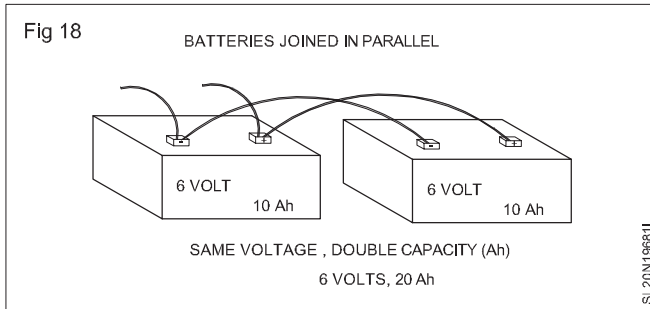 Fig 18
BATTERIES JOINED IN PARALLEL
- + - +
6 VOLT
10 Ah
6 VOLT
10 Ah
SAME VOLTAGE , DOUBLE CAPACITY (Ah)
6 VOLTS, 20 Ah
SL20N19681